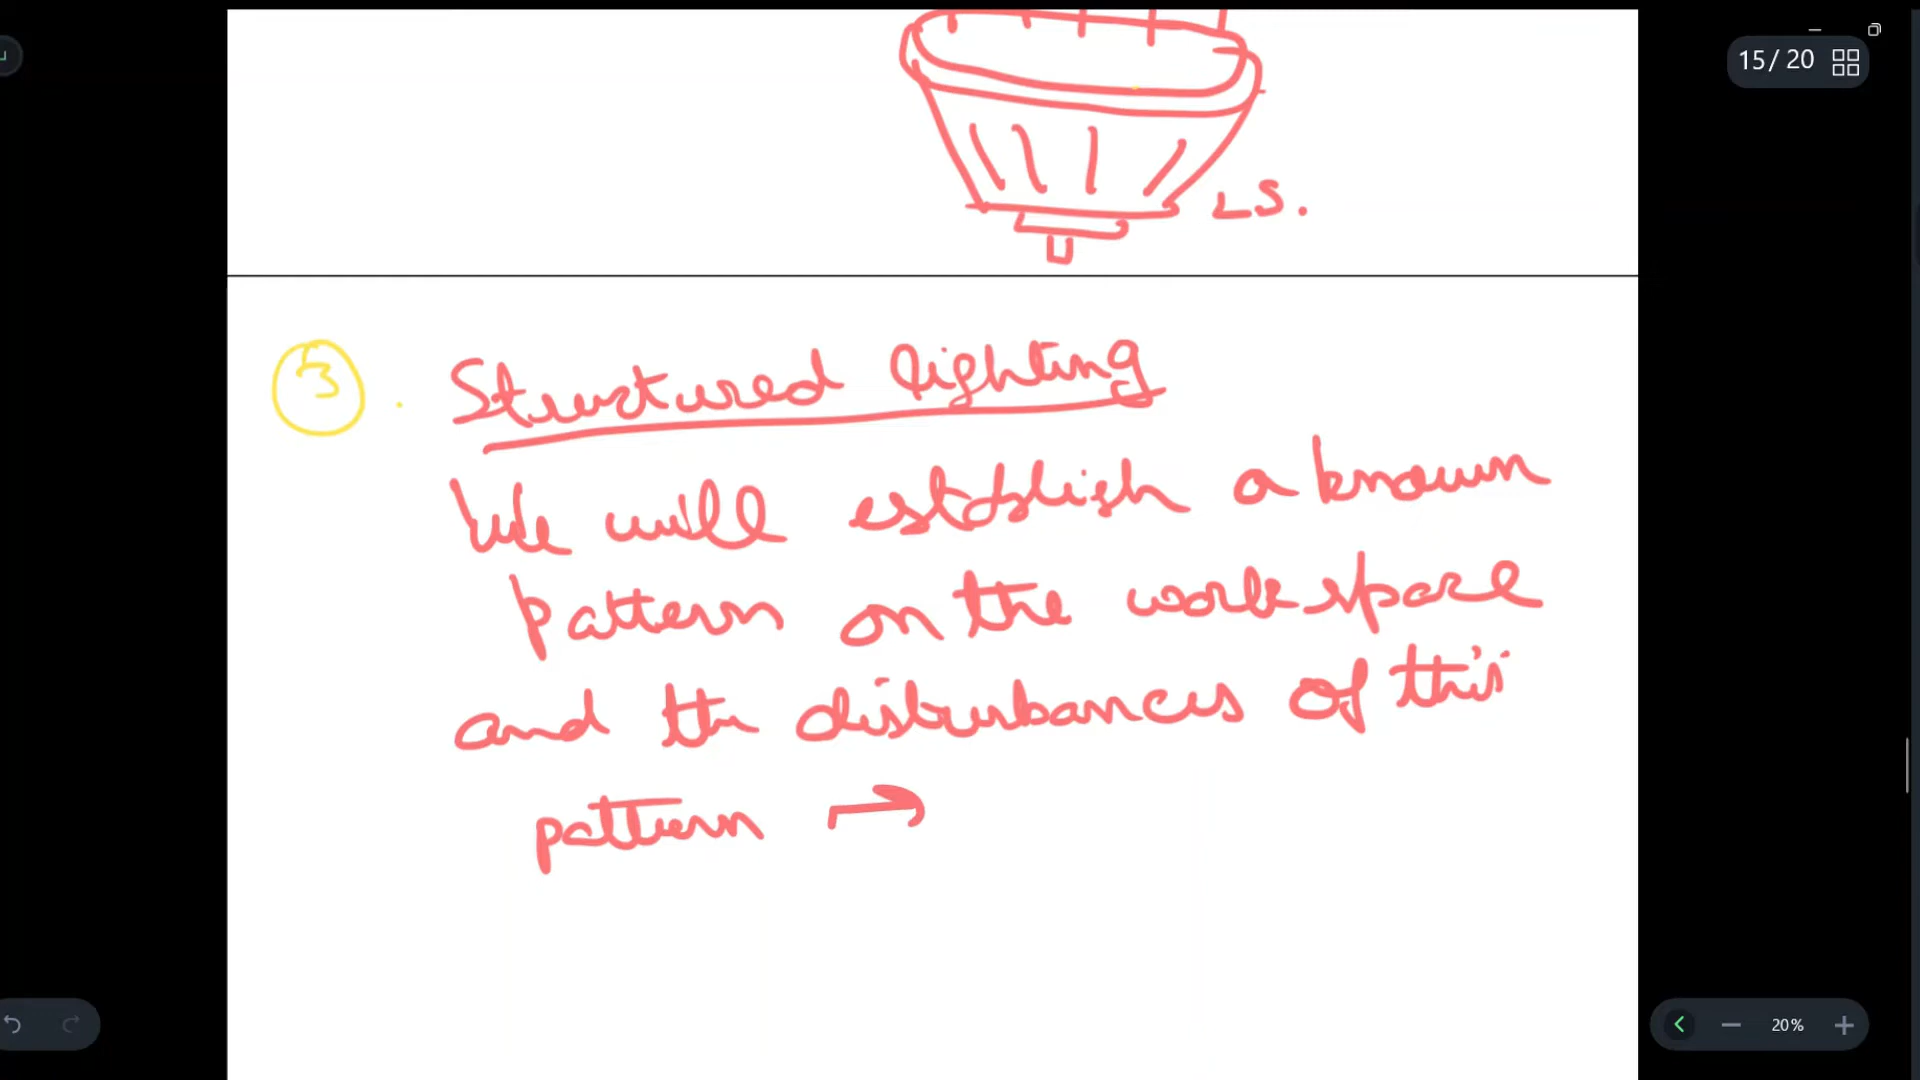 15/ 20
LS.
3. Structured lighting
We will establish a known
pattern on the workspace
and the disturbances of this
pattern →
20%